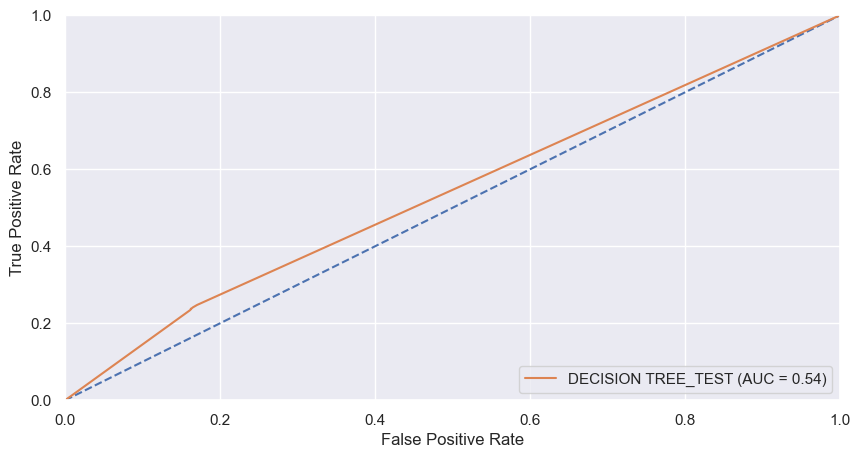 1.0
0.8
0.6
0.4
0.2
0.0
True Positive Rate
DECISION TREE_TEST (AUC = 0.54)
0.0 0.2 0.4 0.6 0.8 1.0
False Positive Rate